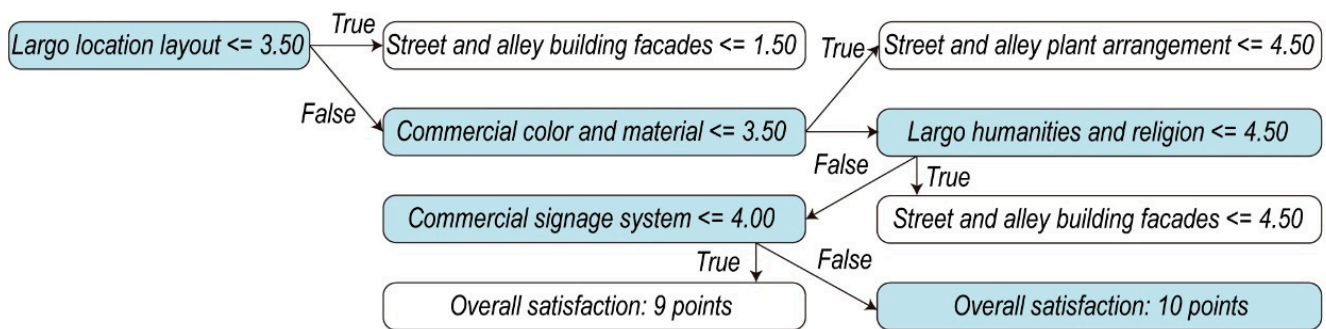 Largo location layout <= 3.50
True
Street and alley building facades <= 1.50
True
Street and alley plant arrangement <= 4.50
False
Commercial color and material <= 3.50
Largo humanities and religion <= 4.50
False
True
Commercial signage system <= 4.00
Street and alley building facades <= 4.50
True
False
Overall satisfaction: 9 points
Overall satisfaction: 10 points